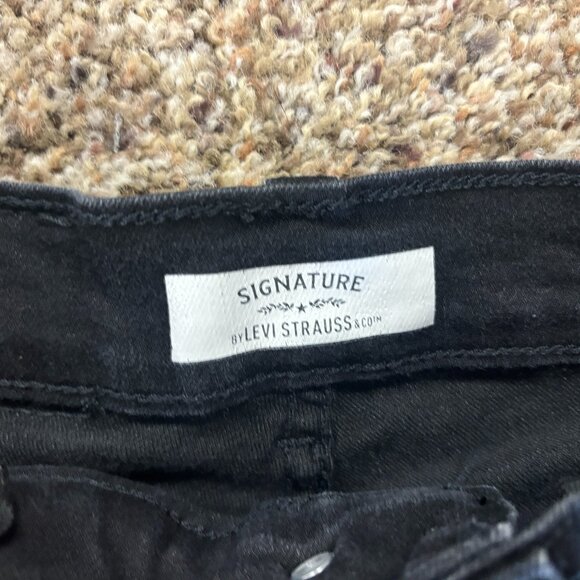 SIGNATURE
BY LEVI STRAUSS & CO™